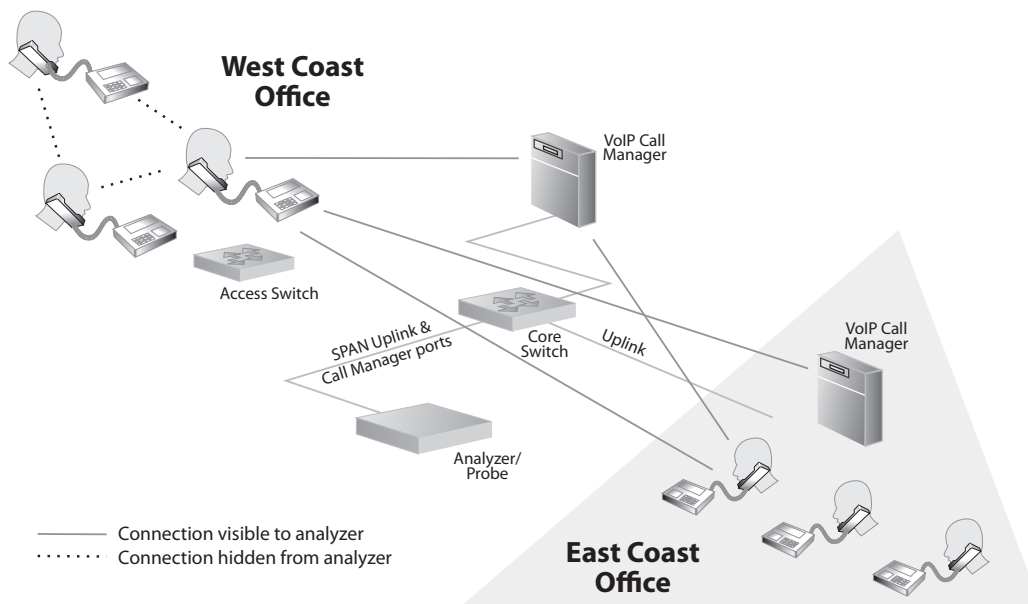 West Coast
Office
VoIP Call
Manager
Access Switch
SPAN Uplink &
Call Manager ports
Core
Switch
Uplink
VoIP Call
Manager
Analyzer/
Probe
Connection visible to analyzer
Connection hidden from analyzer
East Coast
Office